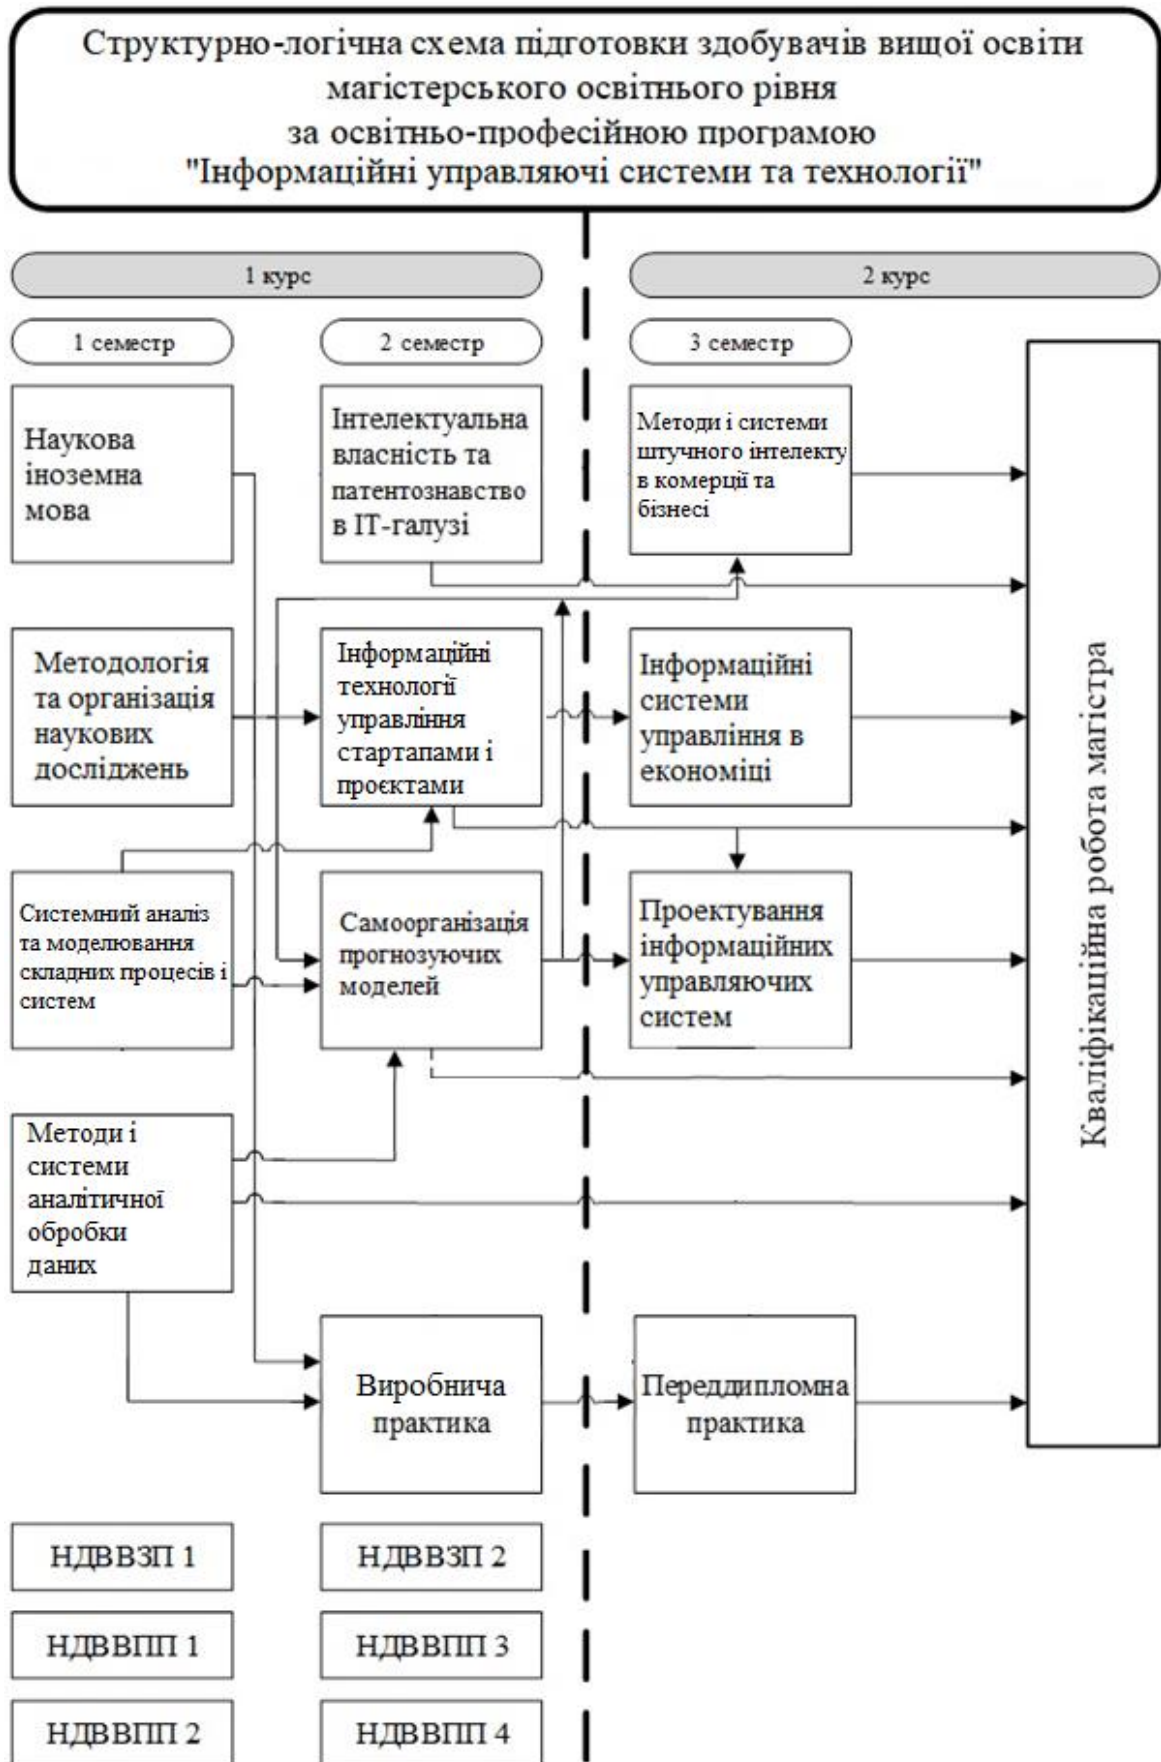 Структурно-логічна схема підготовки здобувачів вищої освіти
магістерського освітнього рівня
за освітньо-професійною програмою
"Інформаційні управляючі системи та технології"
1 курс
2 курс
1 семестр
2 семестр
3 семестр
Наукова
іноземна
мова
Інтелектуальна
власність та
патентознавство
в ІТ-галузі
Методи і системи
штучного інтелекту
в комерції та
бізнесі
Методологія
та організація
наукових
досліджень
Інформаційні
технології
управління
стартапами і
проєктами
Інформаційні
системи
управління в
економіці
Системний аналіз
та моделювання
складних процесів і
систем
Самоорганізація
прогнозуючих
моделей
Проектування
інформаційних
управляючих
систем
Методи і
системи
аналітичної
обробки
даних
Виробнича
практика
Переддипломна
практика
Кваліфікаційна робота магістра
НДВВЗП 1
НДВВЗП 2
НДВВПП 1
НДВВПП 3
НДВВПП 2
НДВВПП 4